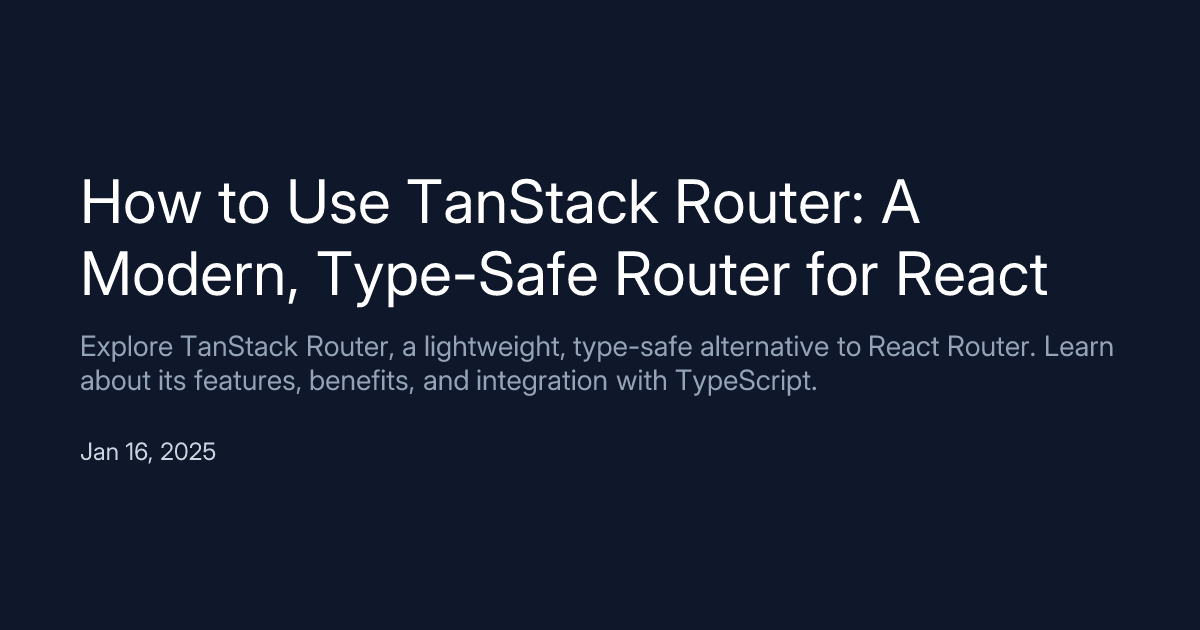 How to Use TanStack Router: A
Modern, Type-Safe Router for React
Explore TanStack Router, a lightweight, type-safe alternative to React Router. Learn
about its features, benefits, and integration with TypeScript.
Jan 16, 2025